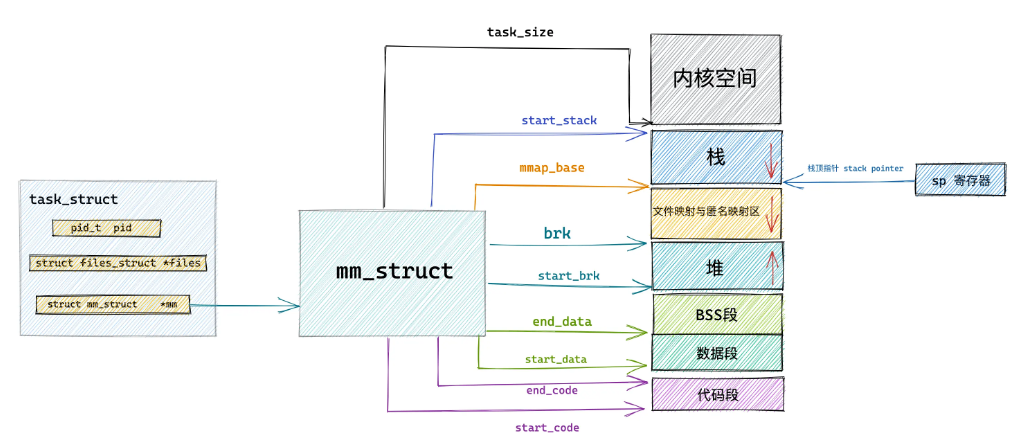 task_size
内核空间
start_stack
栈
栈顶指针 stack pointer
sp 寄存器
mmap_base
文件映射与匿名映射区
task_struct
pid_t pid
struct files_struct *files
struct mm_struct *mm
mm_struct
brk
堆
start_brk
BSS段
end_data
数据段
start_data
end_code
代码段
start_code